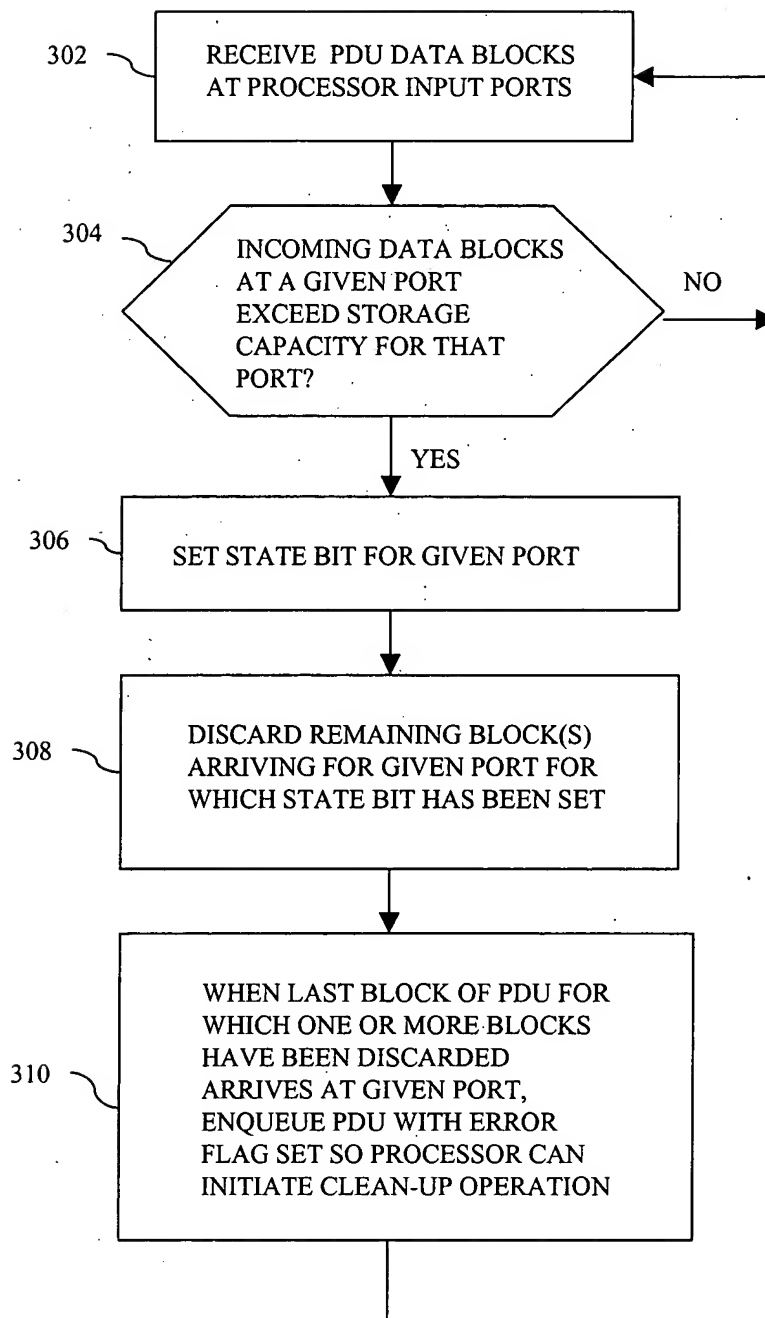 302
RECEIVE PDU DATA BLOCKS
AT PROCESSOR INPUT PORTS
304
INCOMING DATA BLOCKS
AT A GIVEN PORT
EXCEED STORAGE
CAPACITY FOR THAT
PORT?
NO
YES
306
SET STATE BIT FOR GIVEN PORT
308
DISCARD REMAINING BLOCK(S)
ARRIVING FOR GIVEN PORT FOR
WHICH STATE BIT HAS BEEN SET
310
WHEN LAST BLOCK OF PDU FOR
WHICH ONE OR MORE BLOCKS
HAVE BEEN DISCARDED
ARRIVES AT GIVEN PORT,
ENQUEUE PDU WITH ERROR
FLAG SET SO PROCESSOR CAN
INITIATE CLEAN-UP OPERATION